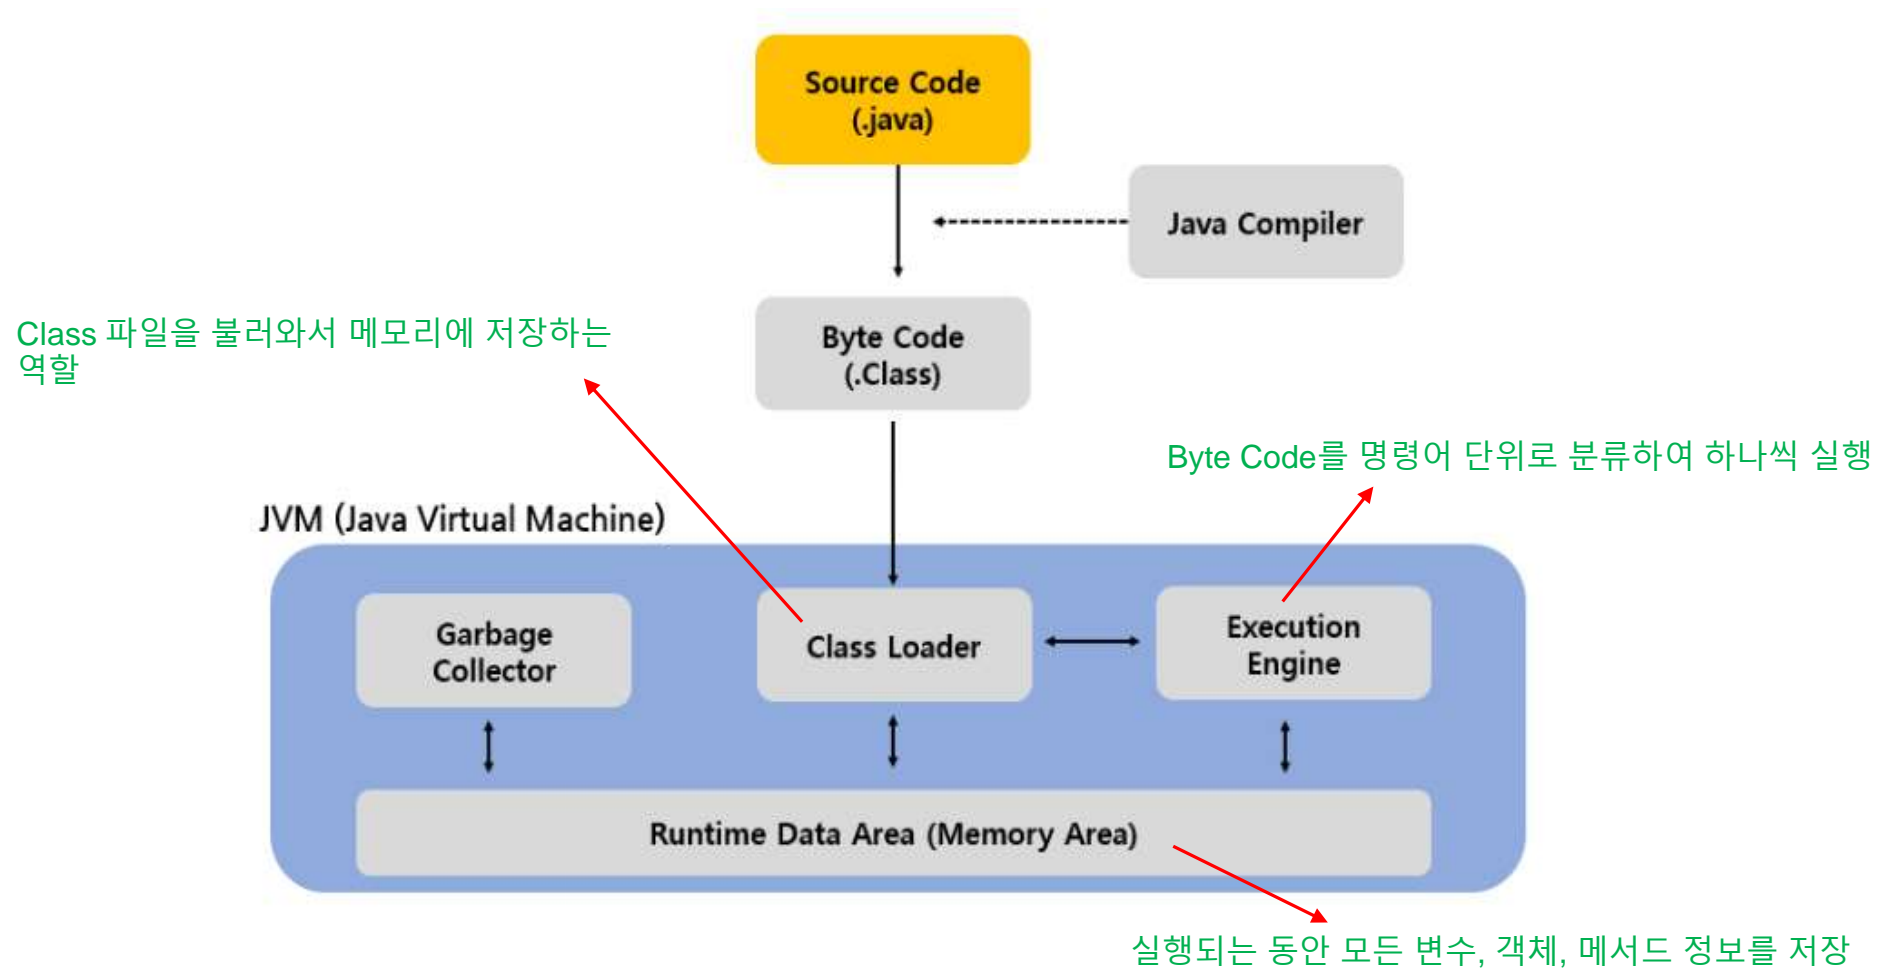 Source Code
(.java)
Java Compiler
Class 파일을 불러와서 메모리에 저장하는
역할
Byte Code
(.Class)
Byte Code를 명령어 단위로 분류하여 하나씩 실행
JVM (Java Virtual Machine)
Garbage
Collector
Class Loader
Execution
Engine
Runtime Data Area (Memory Area)
실행되는 동안 모든 변수, 객체, 메서드 정보를 저장